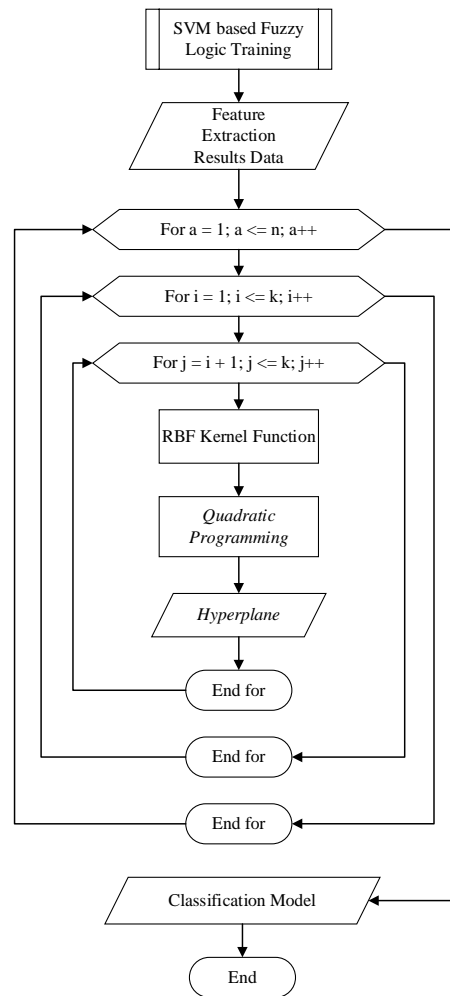 SVM based Fuzzy
Logic Training
Feature
Extraction
Results Data
For a = 1; a <= n; a++
For i = 1; i <= k; i++
For j = i + 1; j <= k; j++
RBF Kernel Function
Quadratic
Programming
Hyperplane
End for
End for
End for
Classification Model
End